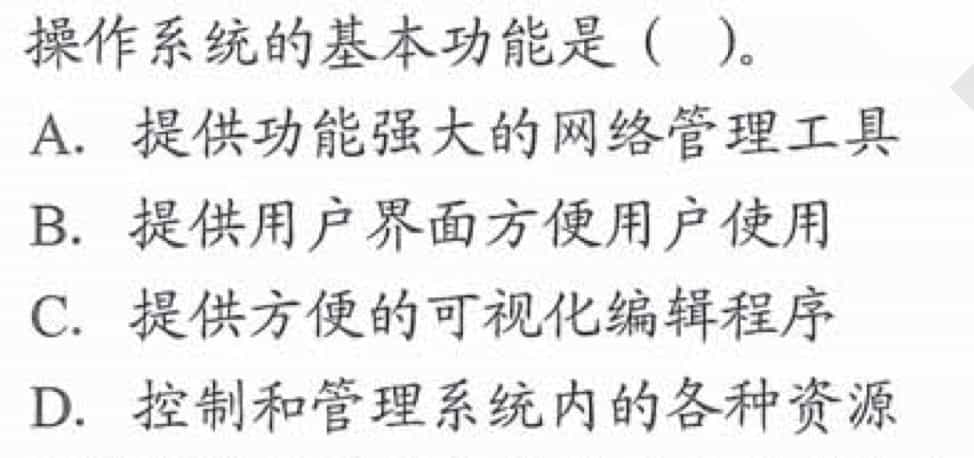 操作系统的基本功能是（ ）。
A. 提供功能强大的网络管理工具
B. 提供用户界面方便用户使用
C. 提供方便的可视化编辑程序
D. 控制和管理系统内的各种资源